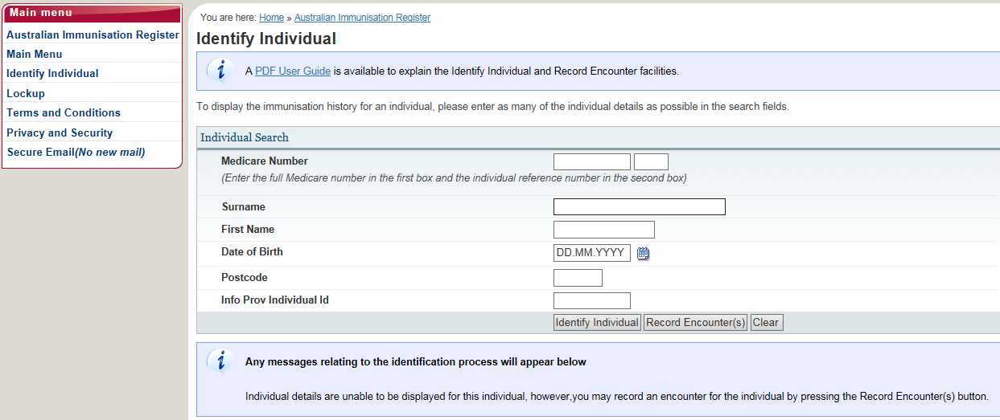 Main menu
Australian Immunisation Register
Main Menu
Identify Individual
Lockup
Terms and Conditions
Privacy and Security
Secure Email(No new mail)
You are here: Home » Australian Immunisation Register
Identify Individual
A PDF User Guide is available to explain the Identify Individual and Record Encounter facilities.
To display the immunisation history for an individual, please enter as many of the individual details as possible in the search fields.
Individual Search
Medicare Number
(Enter the full Medicare number in the first box and the individual reference number in the second box)
Surname
First Name
Date of Birth DD.MM.YYYY
Postcode
Info Prov Individual Id
Identify Individual Record Encounter(s) Clear
Any messages relating to the identification process will appear below
Individual details are unable to be displayed for this individual, however,you may record an encounter for the individual by pressing the Record Encounter(s) button.